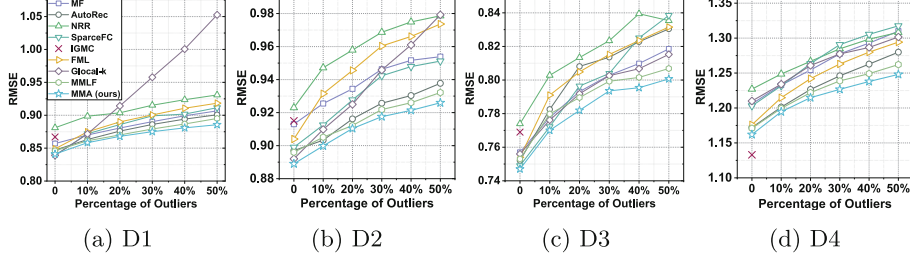 RMSE
1.05
1.00
0.95
0.90
0.85
0.80
MF
AutoRec
NRR
SparseFC
IGMC
FML
Glocal-k
MMLF
MMA (ours)
0 10% 20% 30% 40% 50%
Percentage of Outliers
(a) D1
RMSE
0.98
0.96
0.94
0.92
0.90
0.88
0 10% 20% 30% 40% 50%
Percentage of Outliers
(b) D2
RMSE
0.82
0.80
0.78
0.76
0.74
0 10% 20% 30% 40% 50%
Percentage of Outliers
(c) D3
RMSE
1.35
1.30
1.25
1.20
1.15
1.10
0 10% 20% 30% 40% 50%
Percentage of Outliers
(d) D4